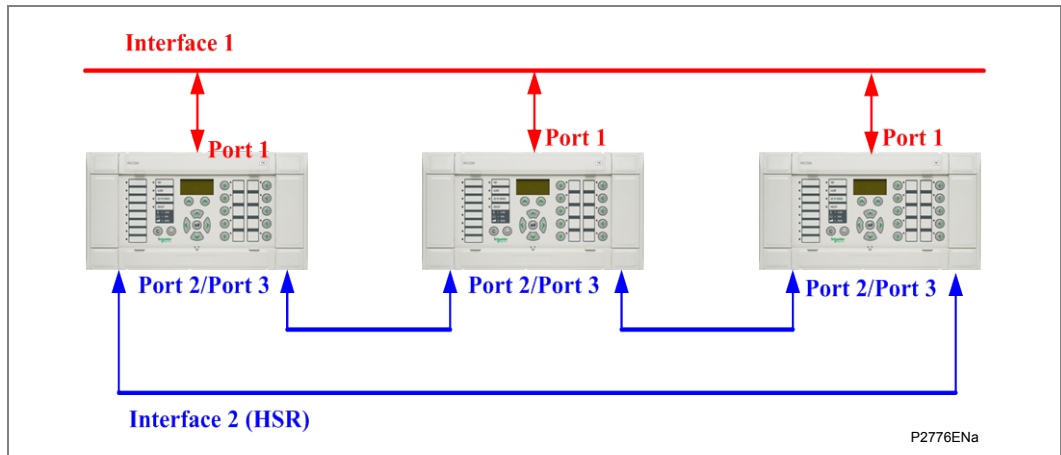 Interface 1
Port 1
Port 1
Port 1
Port 2/Port 3
Port 2/Port 3
Port 2/Port 3
Interface 2 (HSR)
P2776ENa